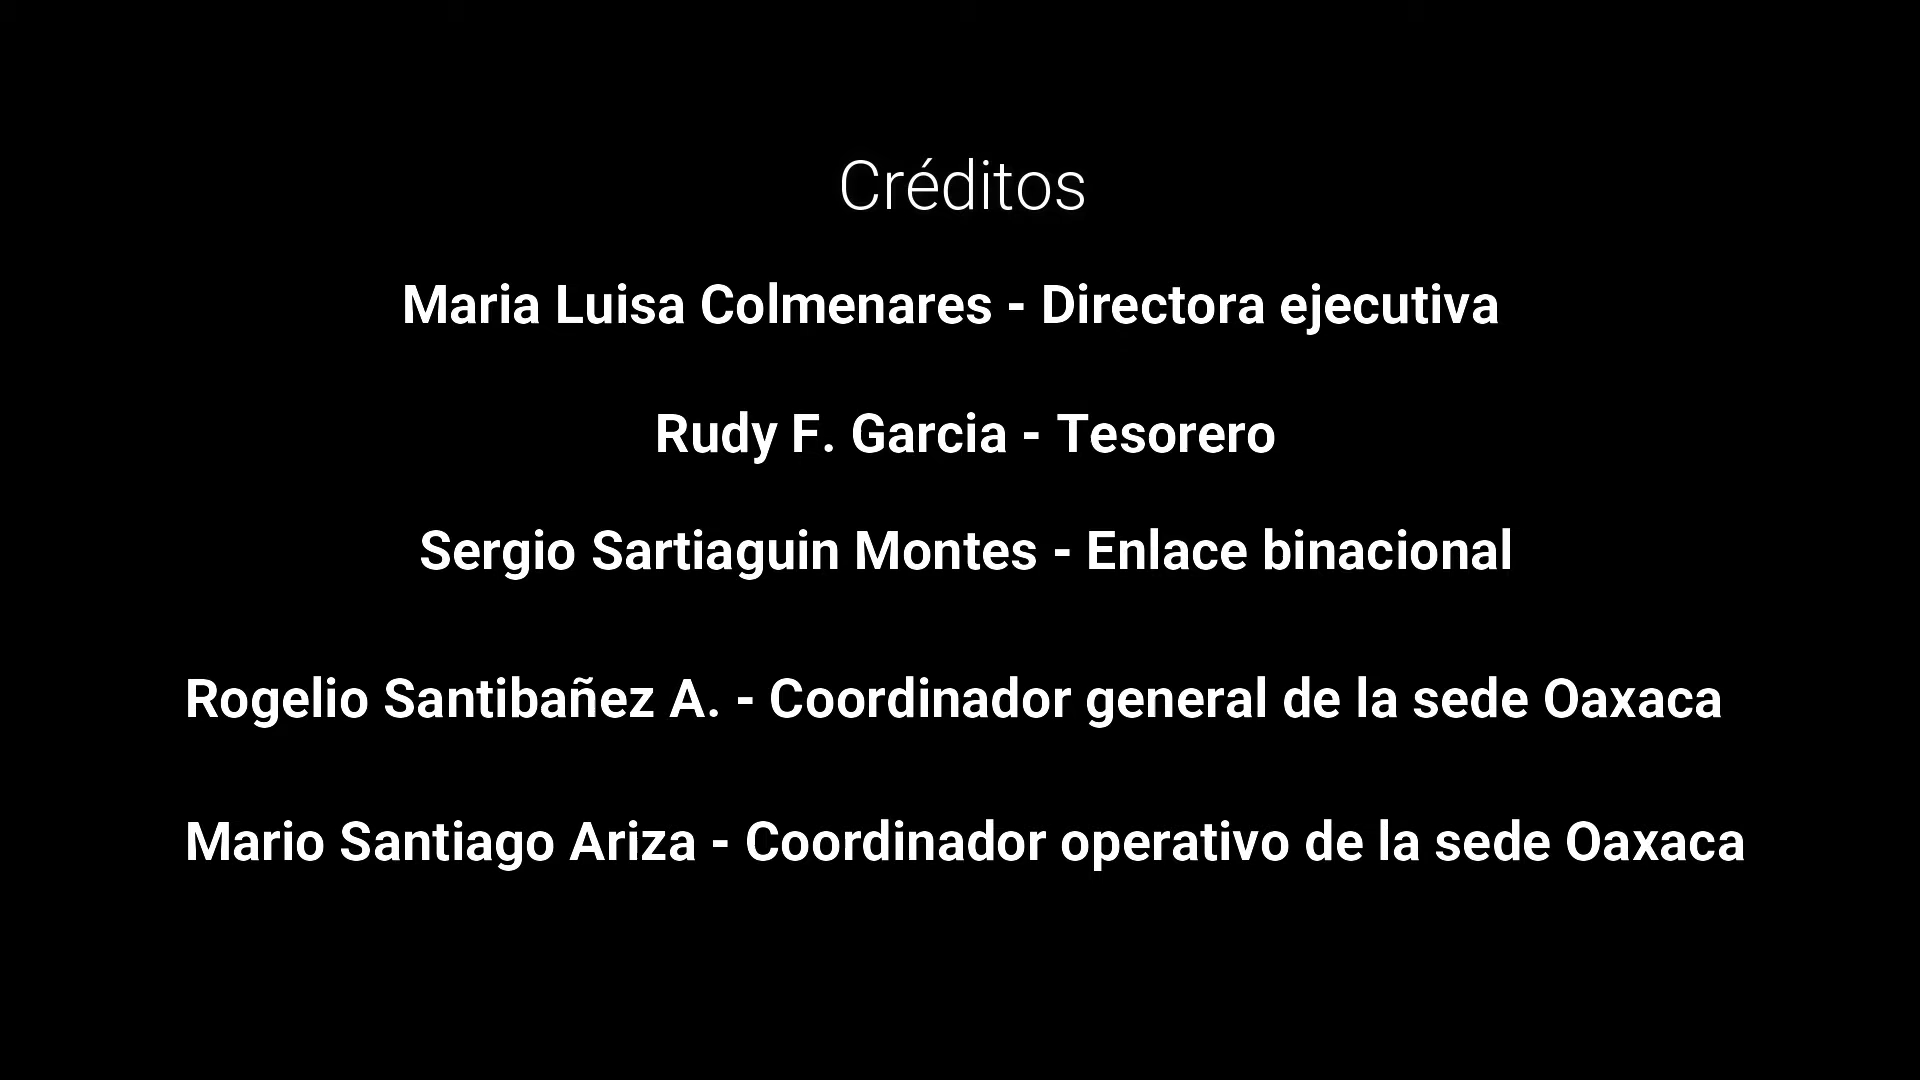 Créditos
Maria Luisa Colmenares - Directora ejecutiva
Rudy F. Garcia - Tesorero
Sergio Sartiaguin Montes - Enlace binacional
Rogelio Santibañez A. - Coordinador general de la sede Oaxaca
Mario Santiago Ariza - Coordinador operativo de la sede Oaxaca